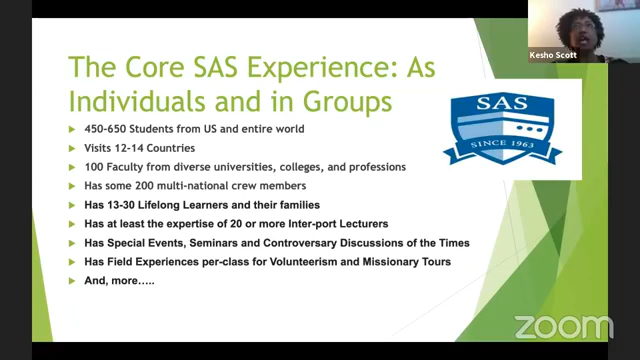 The Core SAS Experience: As
Individuals and in Groups
450-650 Students from US and entire world
Visits 12-14 Countries
100 Faculty from diverse universities, colleges, and professions
Has some 200 multi-national crew members
Has 13-30 Lifelong Learners and their families
Has at least the expertise of 20 or more Inter-port Lecturers
Has Special Events, Seminars and Controversary Discussions of the Times
Has Field Experiences per-class for Volunteerism and Missionary Tours
And, more…..
Kesho Scott
SAS
SINCE 1963
zoom